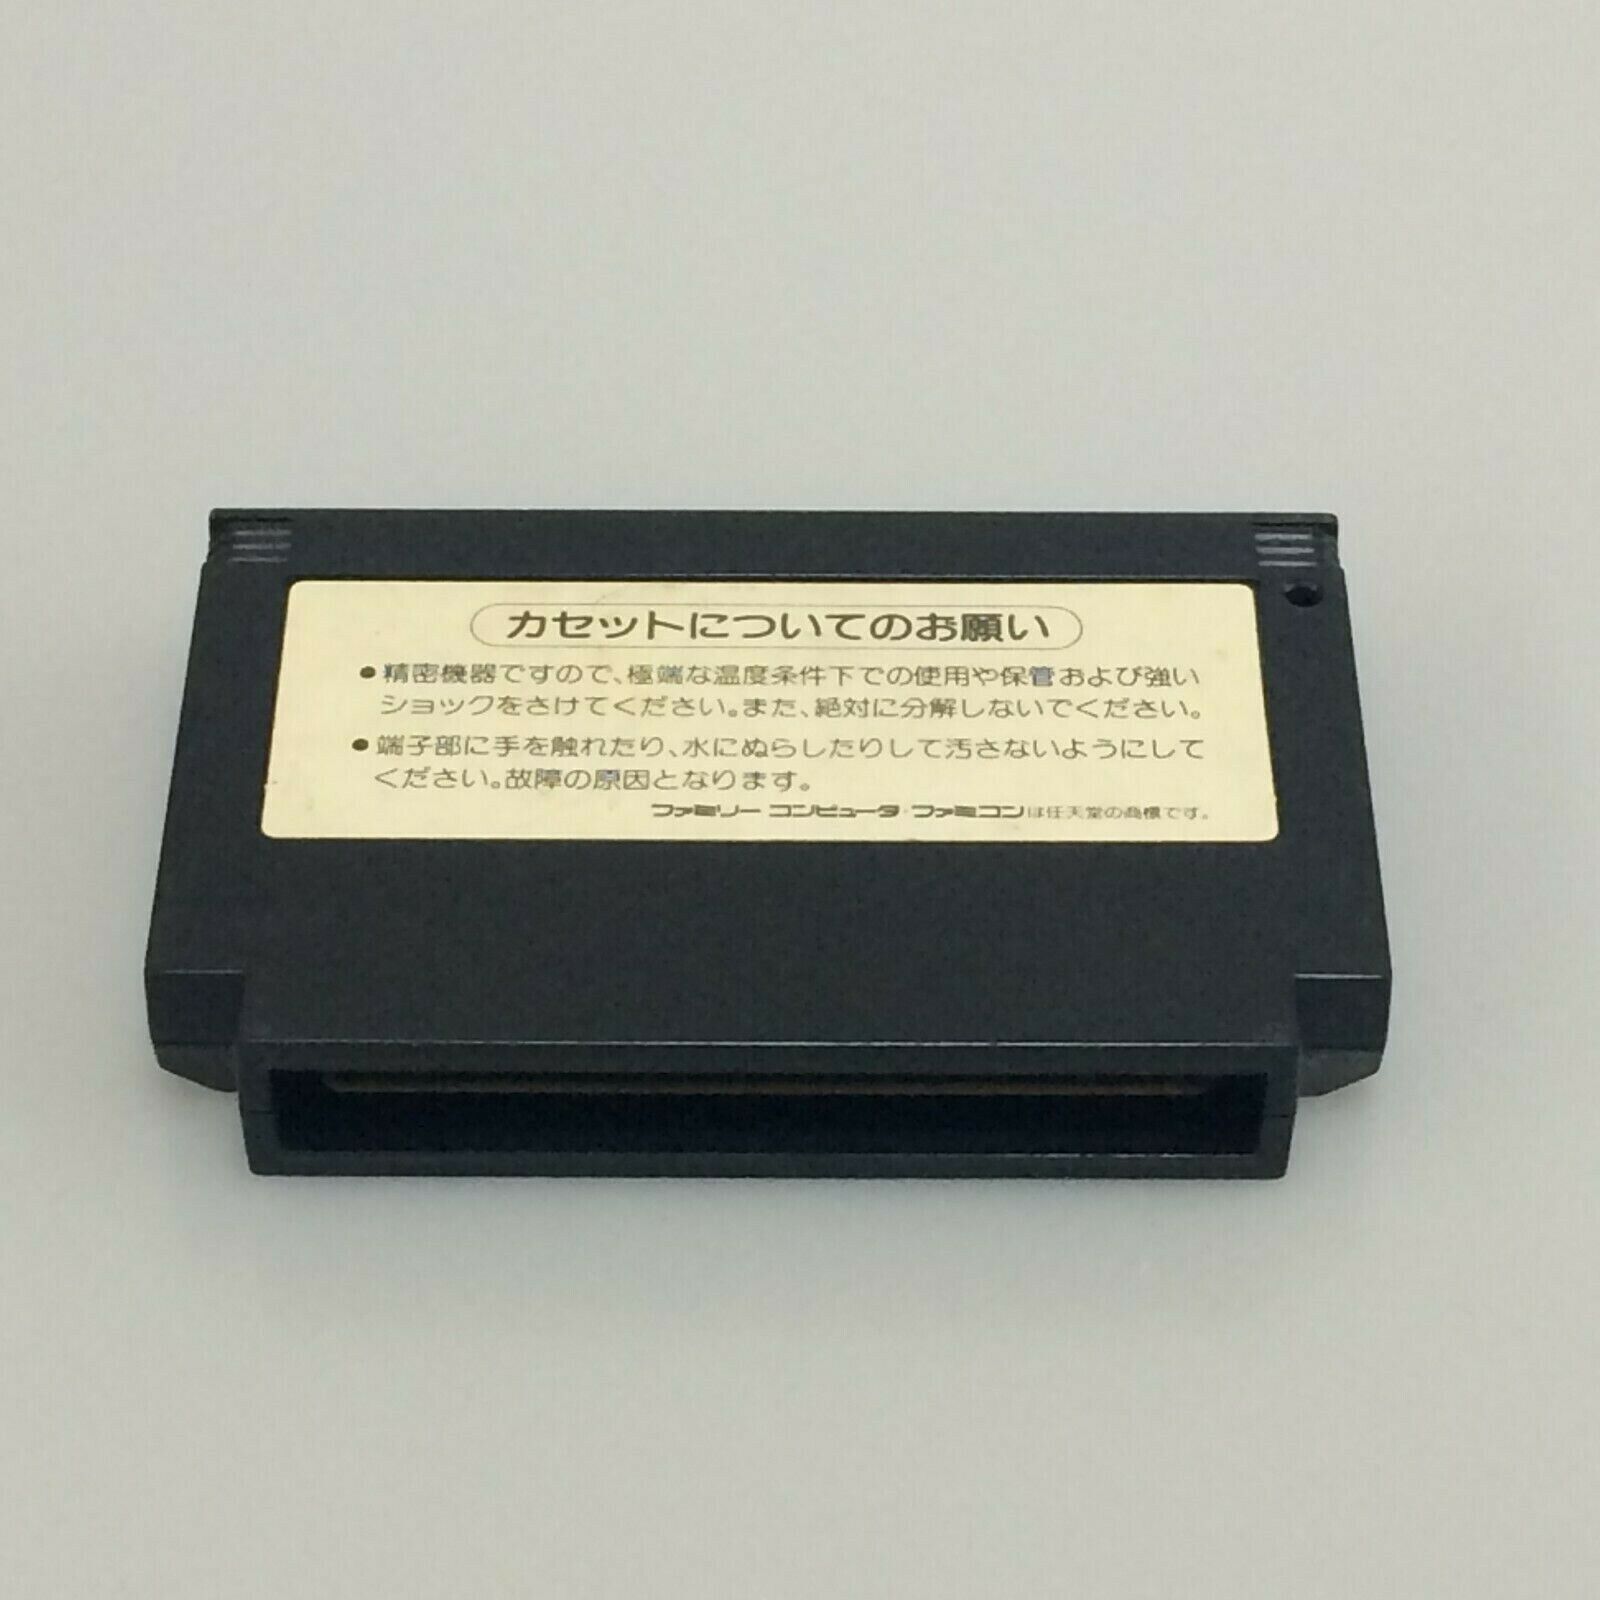 カセットについてのお願い
●精密機器ですので、極端な温度条件下での使用や保管および強い
ショックをさけてください。また、絶対に分解しないでください。
●端子部に手を触れたり、水にぬらしたりして汚さないようにして
ください。故障の原因となります。
ファミリー コンピュータ・ファミコンは任天堂の商標です。